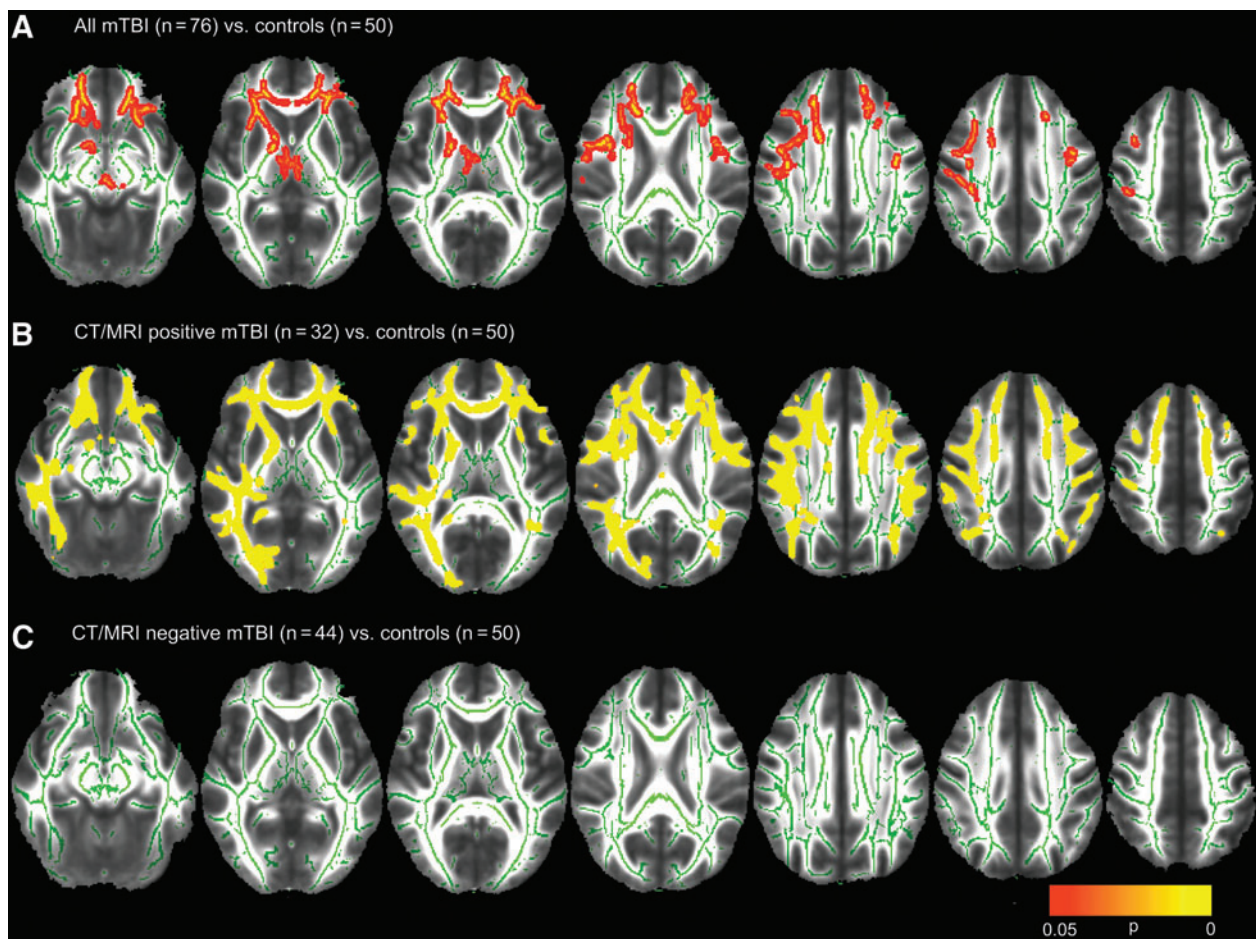 A All mTBI (n = 76) vs. controls (n = 50)
B CT/MRI positive mTBI (n = 32) vs. controls (n = 50)
C CT/MRI negative mTBI (n = 44) vs. controls (n = 50)
0.05 p 0